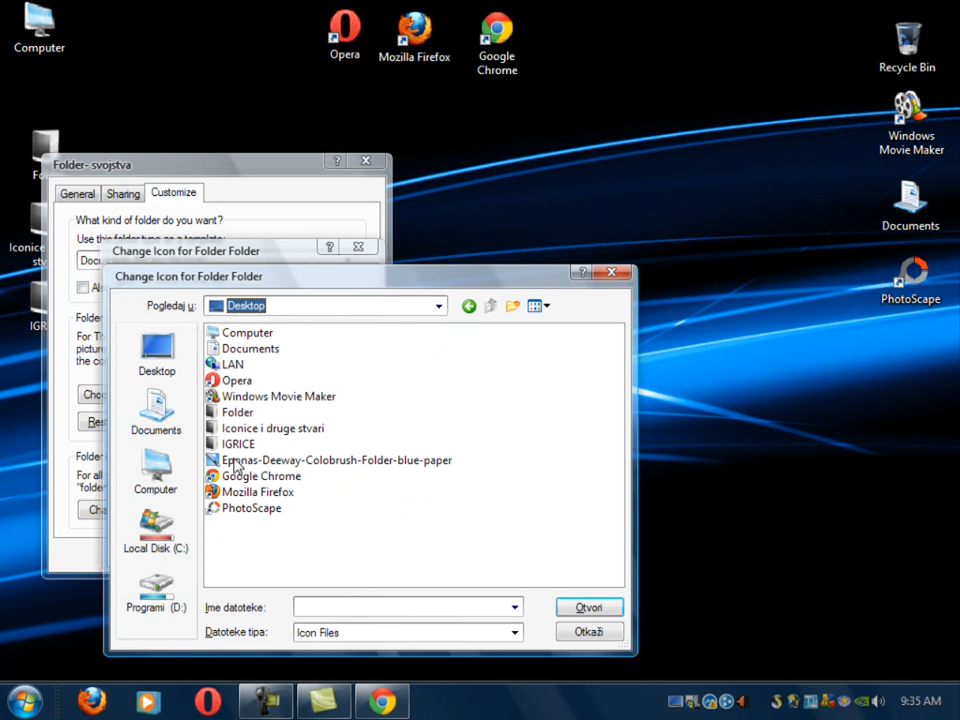 Computer
Opera
Mozilla Firefox
Google
Chrome
Recycle Bin
Windows
Movie Maker
Documents
PhotoScape
Iconice i
Folder- svojstva
General
Sharing
Customize
What kind of folder do you want?
Change Icon for Folder Folder
Change Icon for Folder Folder
Pogledaj u:
Desktop
Desktop
Documents
Computer
Local Disk (C:)
Programi (D:)
Computer
Documents
LAN
Opera
Windows Movie Maker
Folder
Iconice i druge stvari
IGRICE
Google Chrome
Mozilla Firefox
PhotoScape
Ime datoteke:
Otvori
Datoteke tipa:
Icon Files
Otkaži
9:35 AM